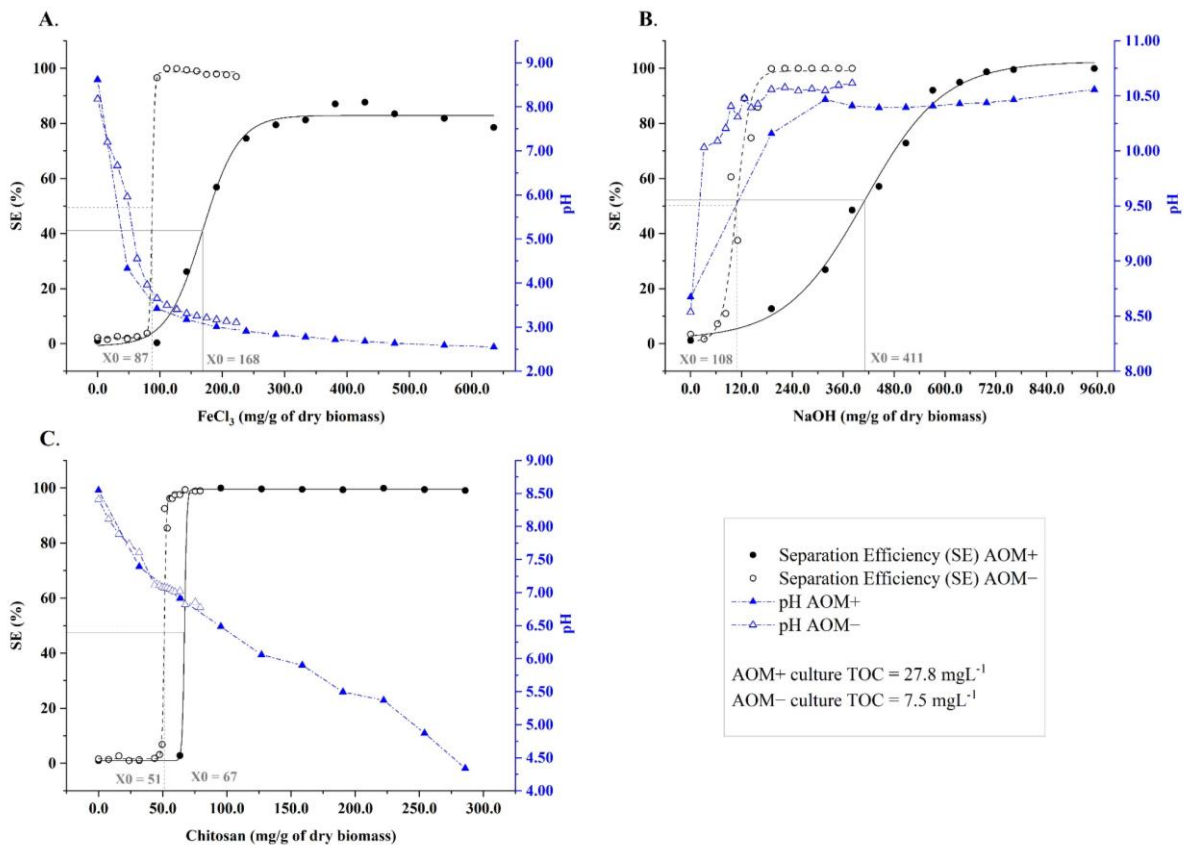 A.
SE (%)
100
80
60
40
20
0
9.00
8.00
7.00
6.00
5.00
4.00
3.00
2.00
pH
X0 = 87
X0 = 168
0.0 100.0 200.0 300.0 400.0 500.0 600.0
FeCl3 (mg/g of dry biomass)
B.
SE (%)
100
80
60
40
20
0
11.00
10.50
10.00
9.50
9.00
8.50
8.00
pH
X0 = 108
X0 = 411
0.0 120.0 240.0 360.0 480.0 600.0 720.0 840.0 960.0
NaOH (mg/g of dry biomass)
C.
SE (%)
100
80
60
40
20
0
9.00
8.50
8.00
7.50
7.00
6.50
6.00
5.50
5.00
4.50
4.00
pH
X0 = 51
X0 = 67
0.0 50.0 100.0 150.0 200.0 250.0 300.0
Chitosan (mg/g of dry biomass)
Separation Efficiency (SE) AOM+
Separation Efficiency (SE) AOM−
pH AOM+
pH AOM−
AOM+ culture TOC = 27.8 mgL-1
AOM− culture TOC = 7.5 mgL-1